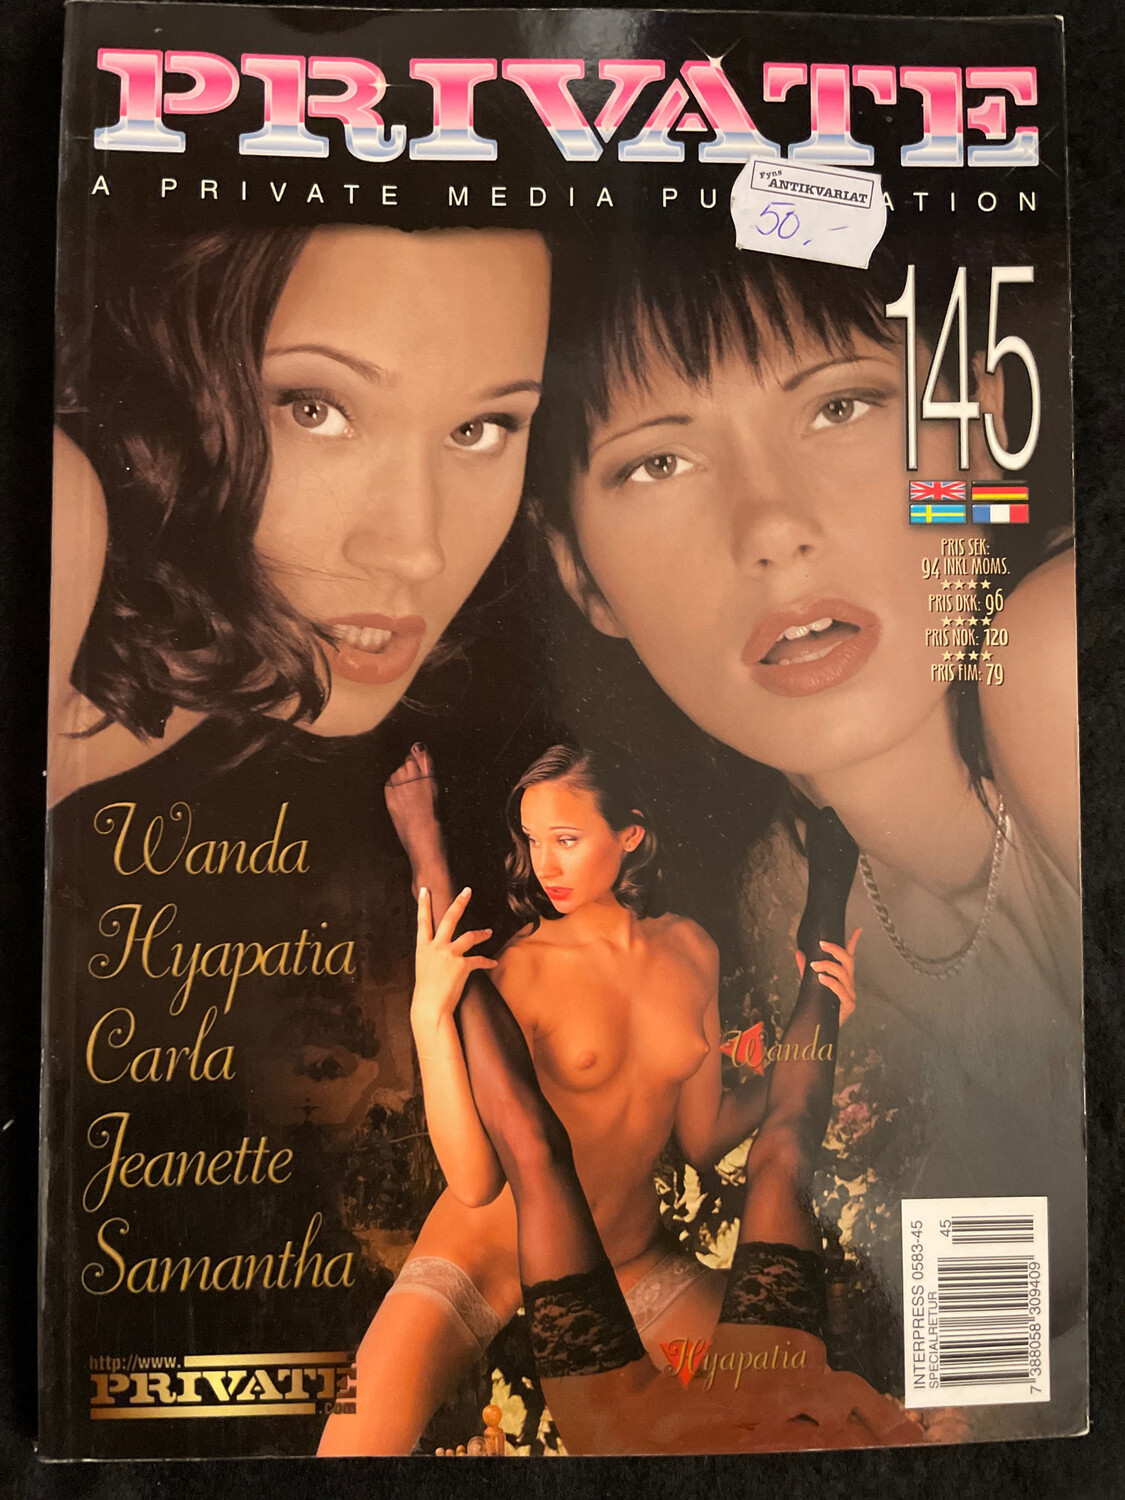 PRIVATE
A PRIVATE MEDIA PU ATION
Fyns
ANTIKVARIAT
50,-
145
PRIS SEK:
94 INKL MOMS.
PRIS DKK: 96
PRIS NOK: 120
PRIS FIM: 79
Wanda
Hyapatia
Carla
Jeanette
Samantha
Wanda
Hyapatia
http://www.
PRIVATE
.com
INTERPRESS 0583-45
SPECIALRETUR
45
7 388058 309409